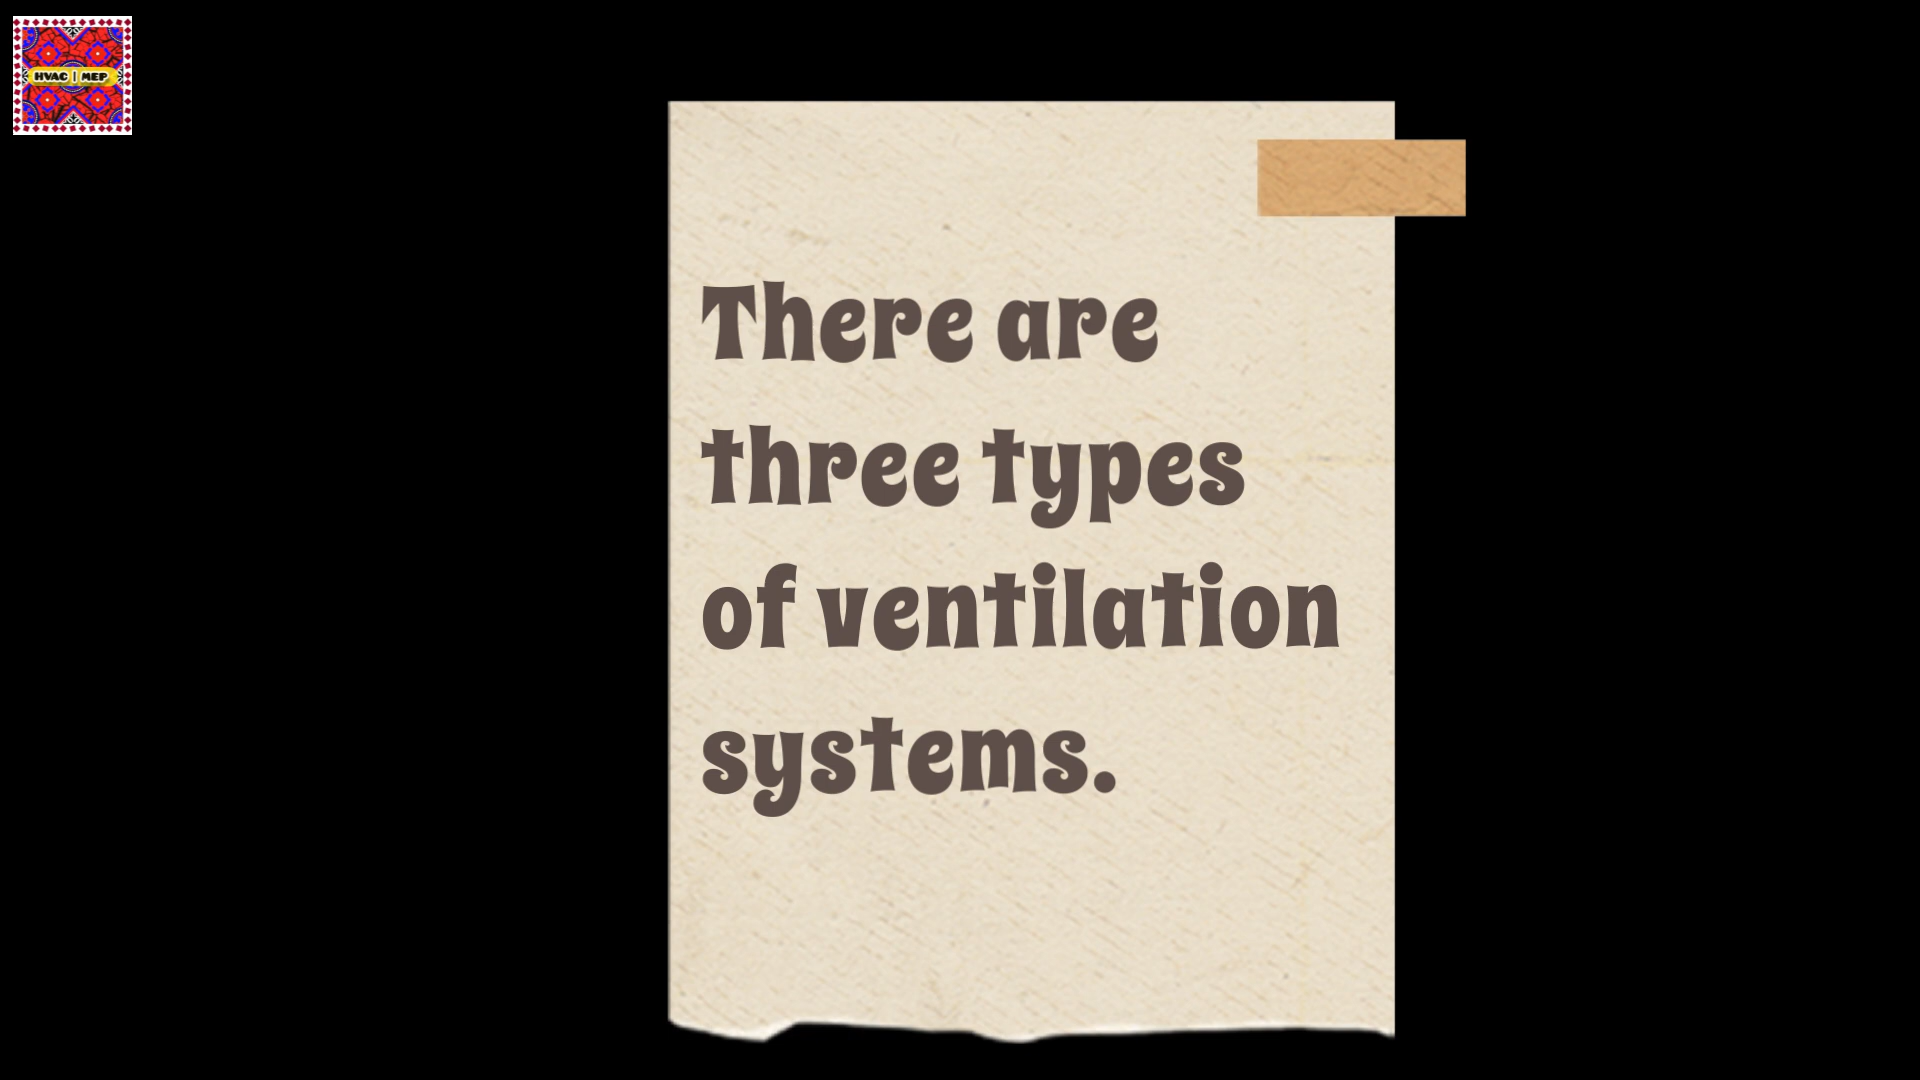 HVAC | MEP
There are
three types
of ventilation
systems.